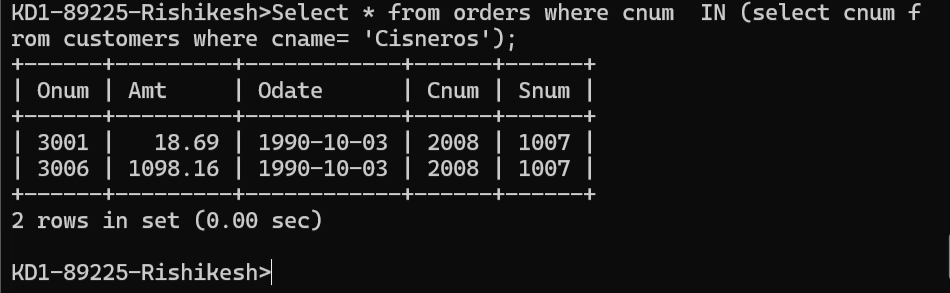 KD1-89225-Rishikesh>Select * from orders where cnum  IN (select cnum f
rom customers where cname= 'Cisneros');
+------+---------+------------+------+------+
| Onum | Amt     | Odate      | Cnum | Snum |
+------+---------+------------+------+------+
| 3001 |   18.69 | 1990-10-03 | 2008 | 1007 |
| 3006 | 1098.16 | 1990-10-03 | 2008 | 1007 |
+------+---------+------------+------+------+
2 rows in set (0.00 sec)
KD1-89225-Rishikesh>